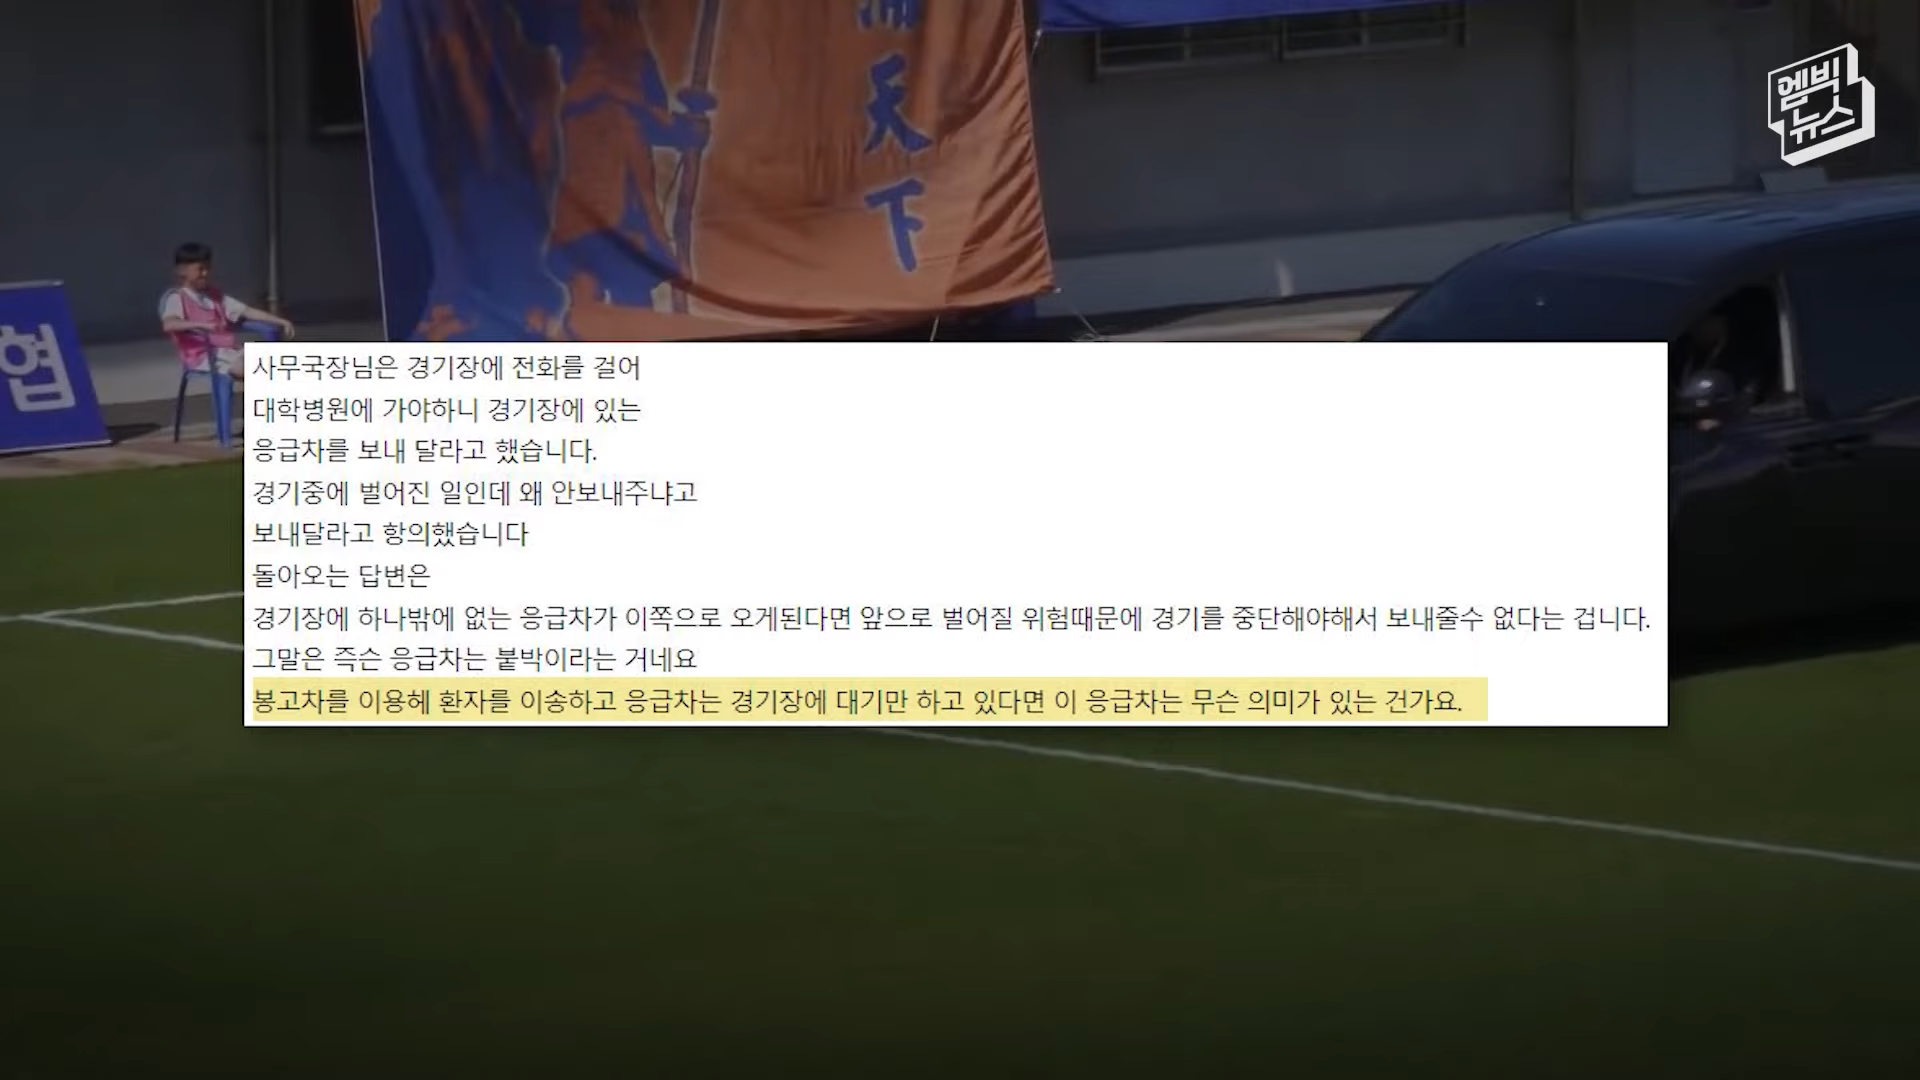 天
下
엠빅
뉴스
협
사무국장님은 경기장에 전화를 걸어
대학병원에 가야하니 경기장에 있는
응급차를 보내 달라고 했습니다.
경기중에 벌어진 일인데 왜 안보내주냐고
보내달라고 항의했습니다
돌아오는 답변은
경기장에 하나밖에 없는 응급차가 이쪽으로 오게된다면 앞으로 벌어질 위험때문에 경기를 중단해야해서 보내줄수 없다는 겁니다.
그말은 즉슨 응급차는 붙박이라는 거네요
봉고차를 이용헤 환자를 이송하고 응급차는 경기장에 대기만 하고 있다면 이 응급차는 무슨 의미가 있는 건가요.